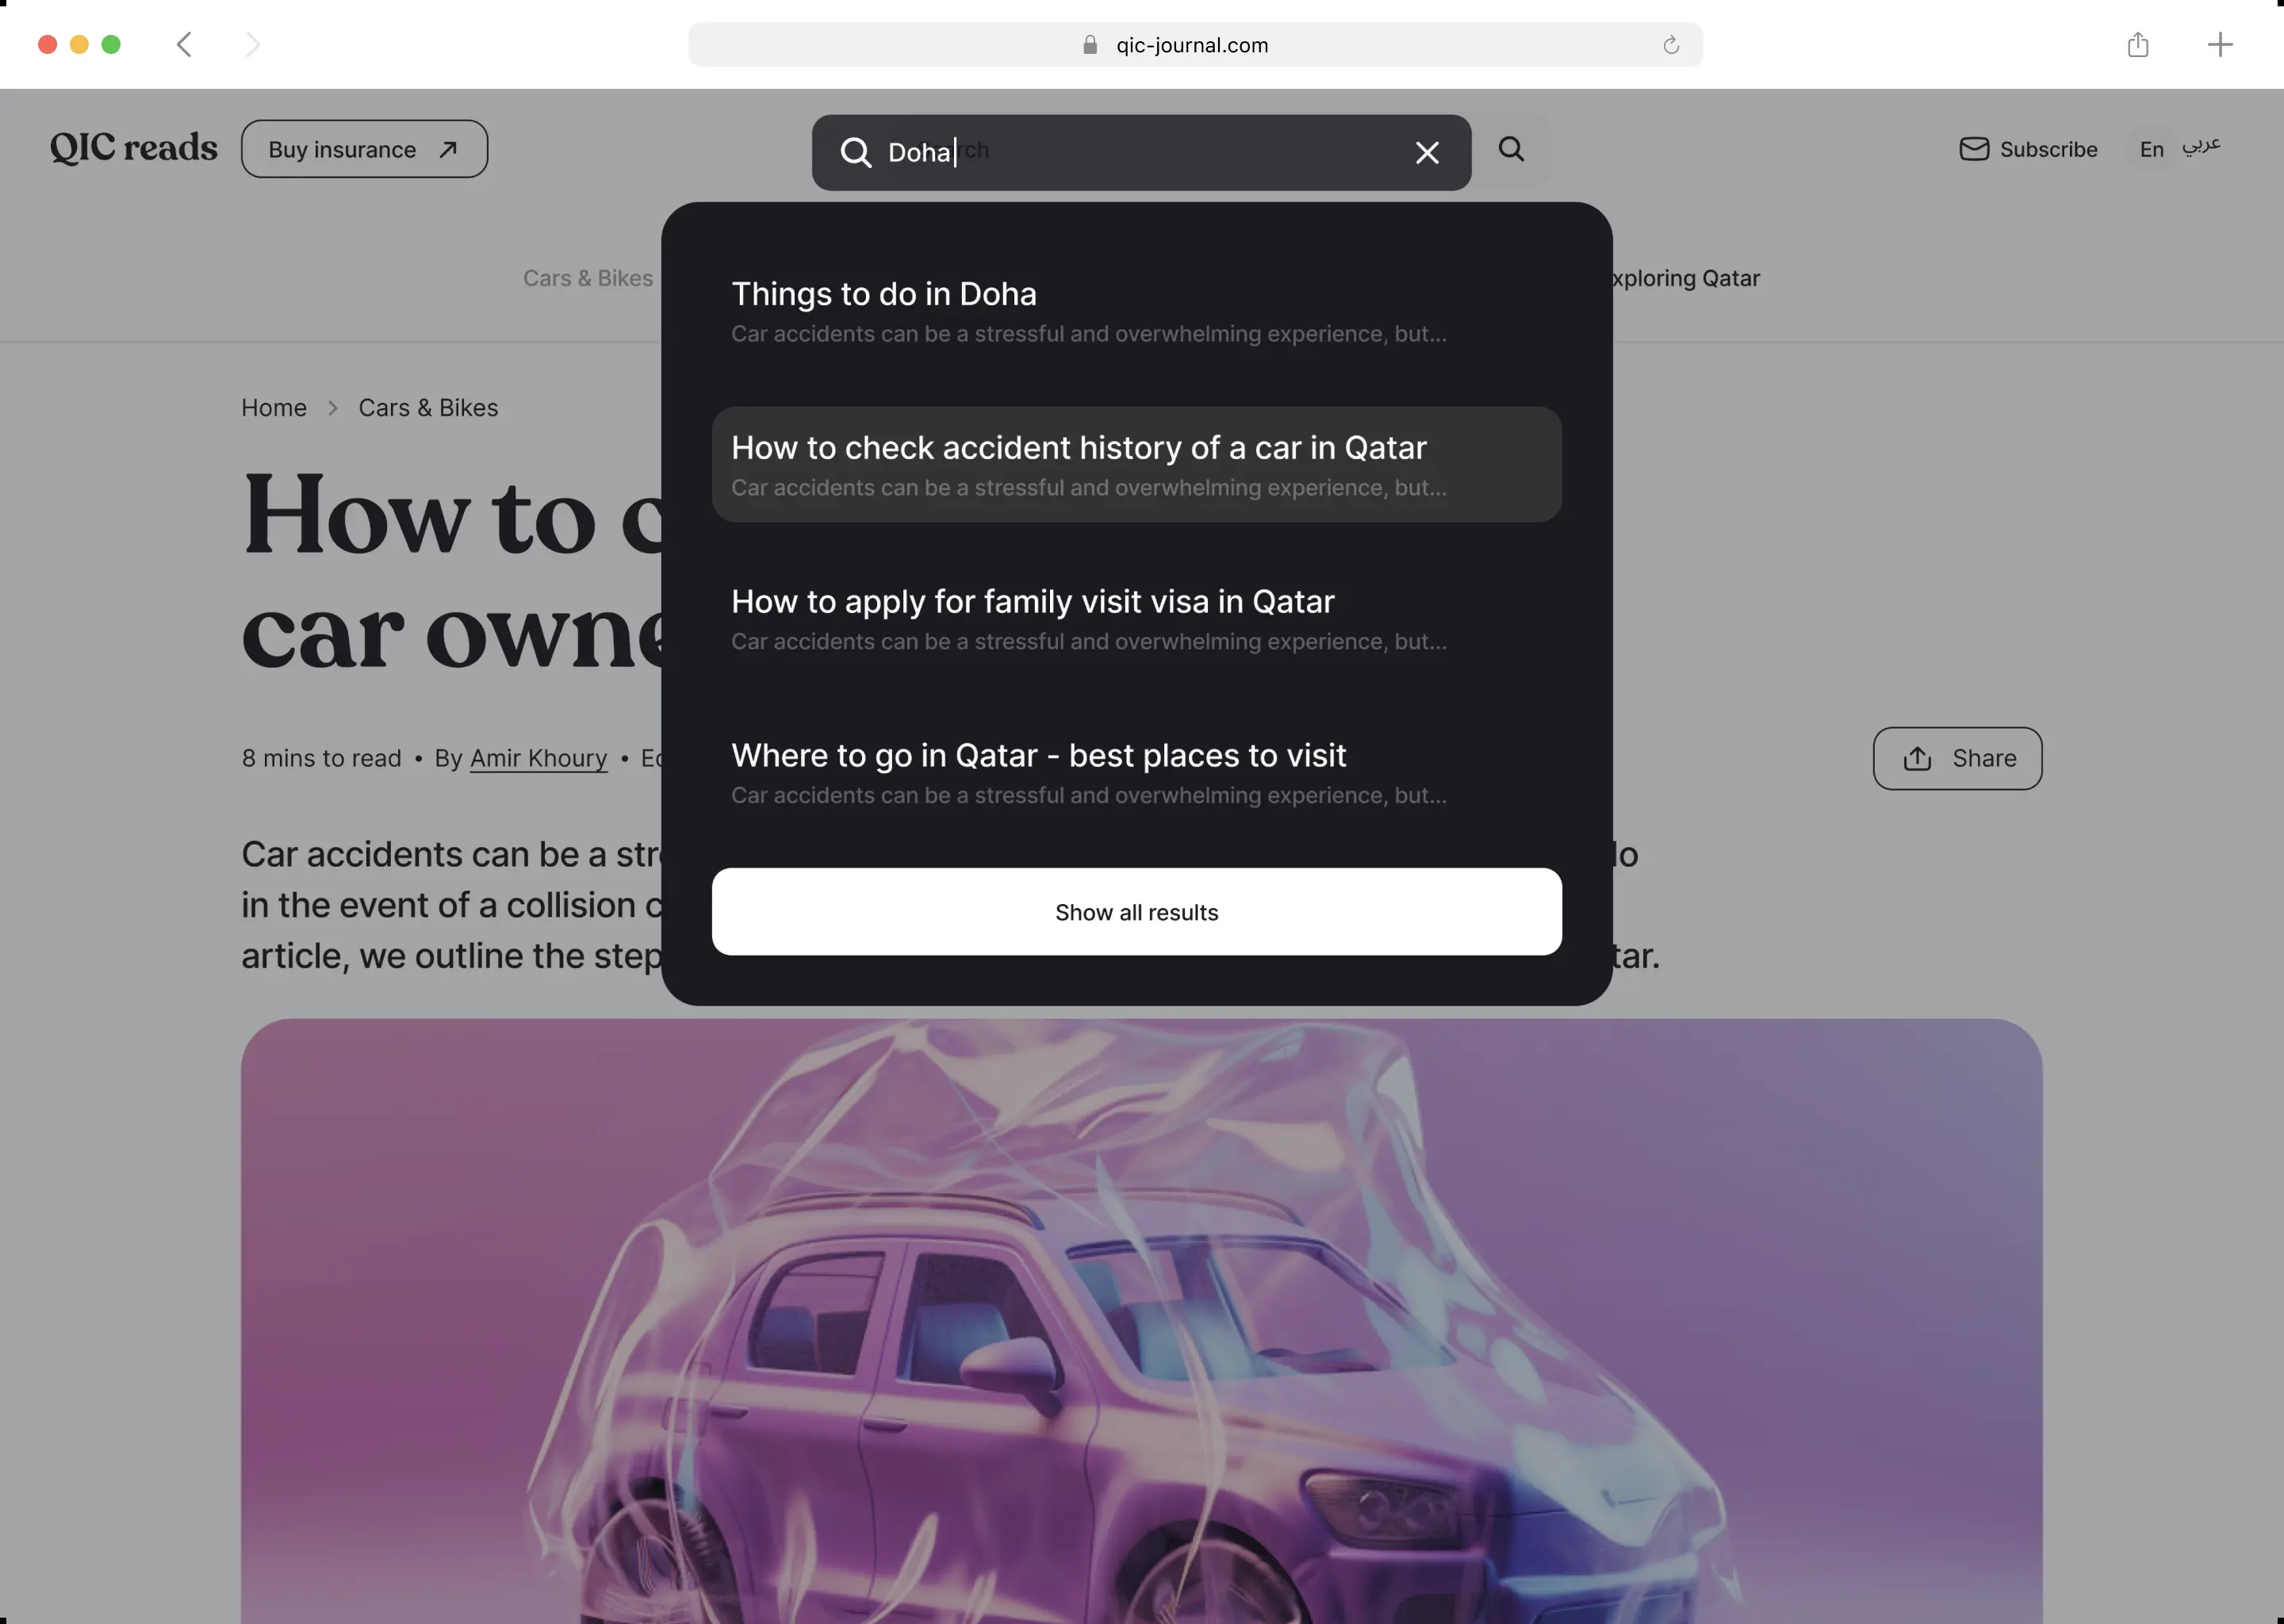 qic-journal.com
QIC reads
Buy insurance
Doha
Subscribe
En
عربي
Cars & Bikes
xploring Qatar
Things to do in Doha
Car accidents can be a stressful and overwhelming experience, but...
How to check accident history of a car in Qatar
Car accidents can be a stressful and overwhelming experience, but...
How to apply for family visit visa in Qatar
Car accidents can be a stressful and overwhelming experience, but...
Where to go in Qatar - best places to visit
Car accidents can be a stressful and overwhelming experience, but...
Show all results
Home > Cars & Bikes
How to c
car owne
8 mins to read • By Amir Khoury • Ec
Share
Car accidents can be a str
in the event of a collision c
article, we outline the step
tar.